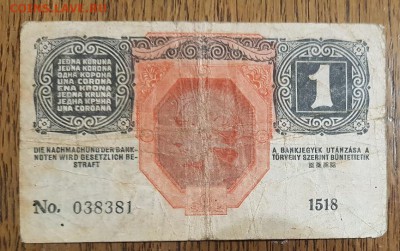 COINS.LAVE.RU
JEDNA KORUNA
JEDNA KORONA
ОДНА КОРОНА
UNA CORONA
ENA KRONA
JEDNA KRUNA
ЈЕДНА КРУНА
UNA COROANA
1
DIE NACHMACHUNG DER BANK-
NOTEN WIRD GESETZLICH BE-
STRAFT
A BANKJEGYEK UTÁNZÁSA A
TÖRVÉNY SZERINT BÜNTETTETIK
No. 038381
1518